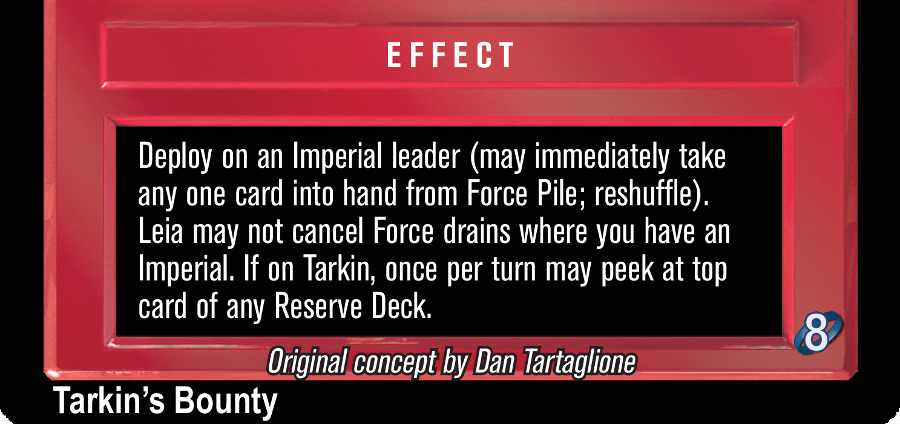 EFFECT
Deploy on an Imperial leader (may immediately take
any one card into hand from Force Pile; reshuffle).
Leia may not cancel Force drains where you have an
Imperial. If on Tarkin, once per turn may peek at top
card of any Reserve Deck.
8
Original concept by Dan Tartaglione
Tarkin's Bounty